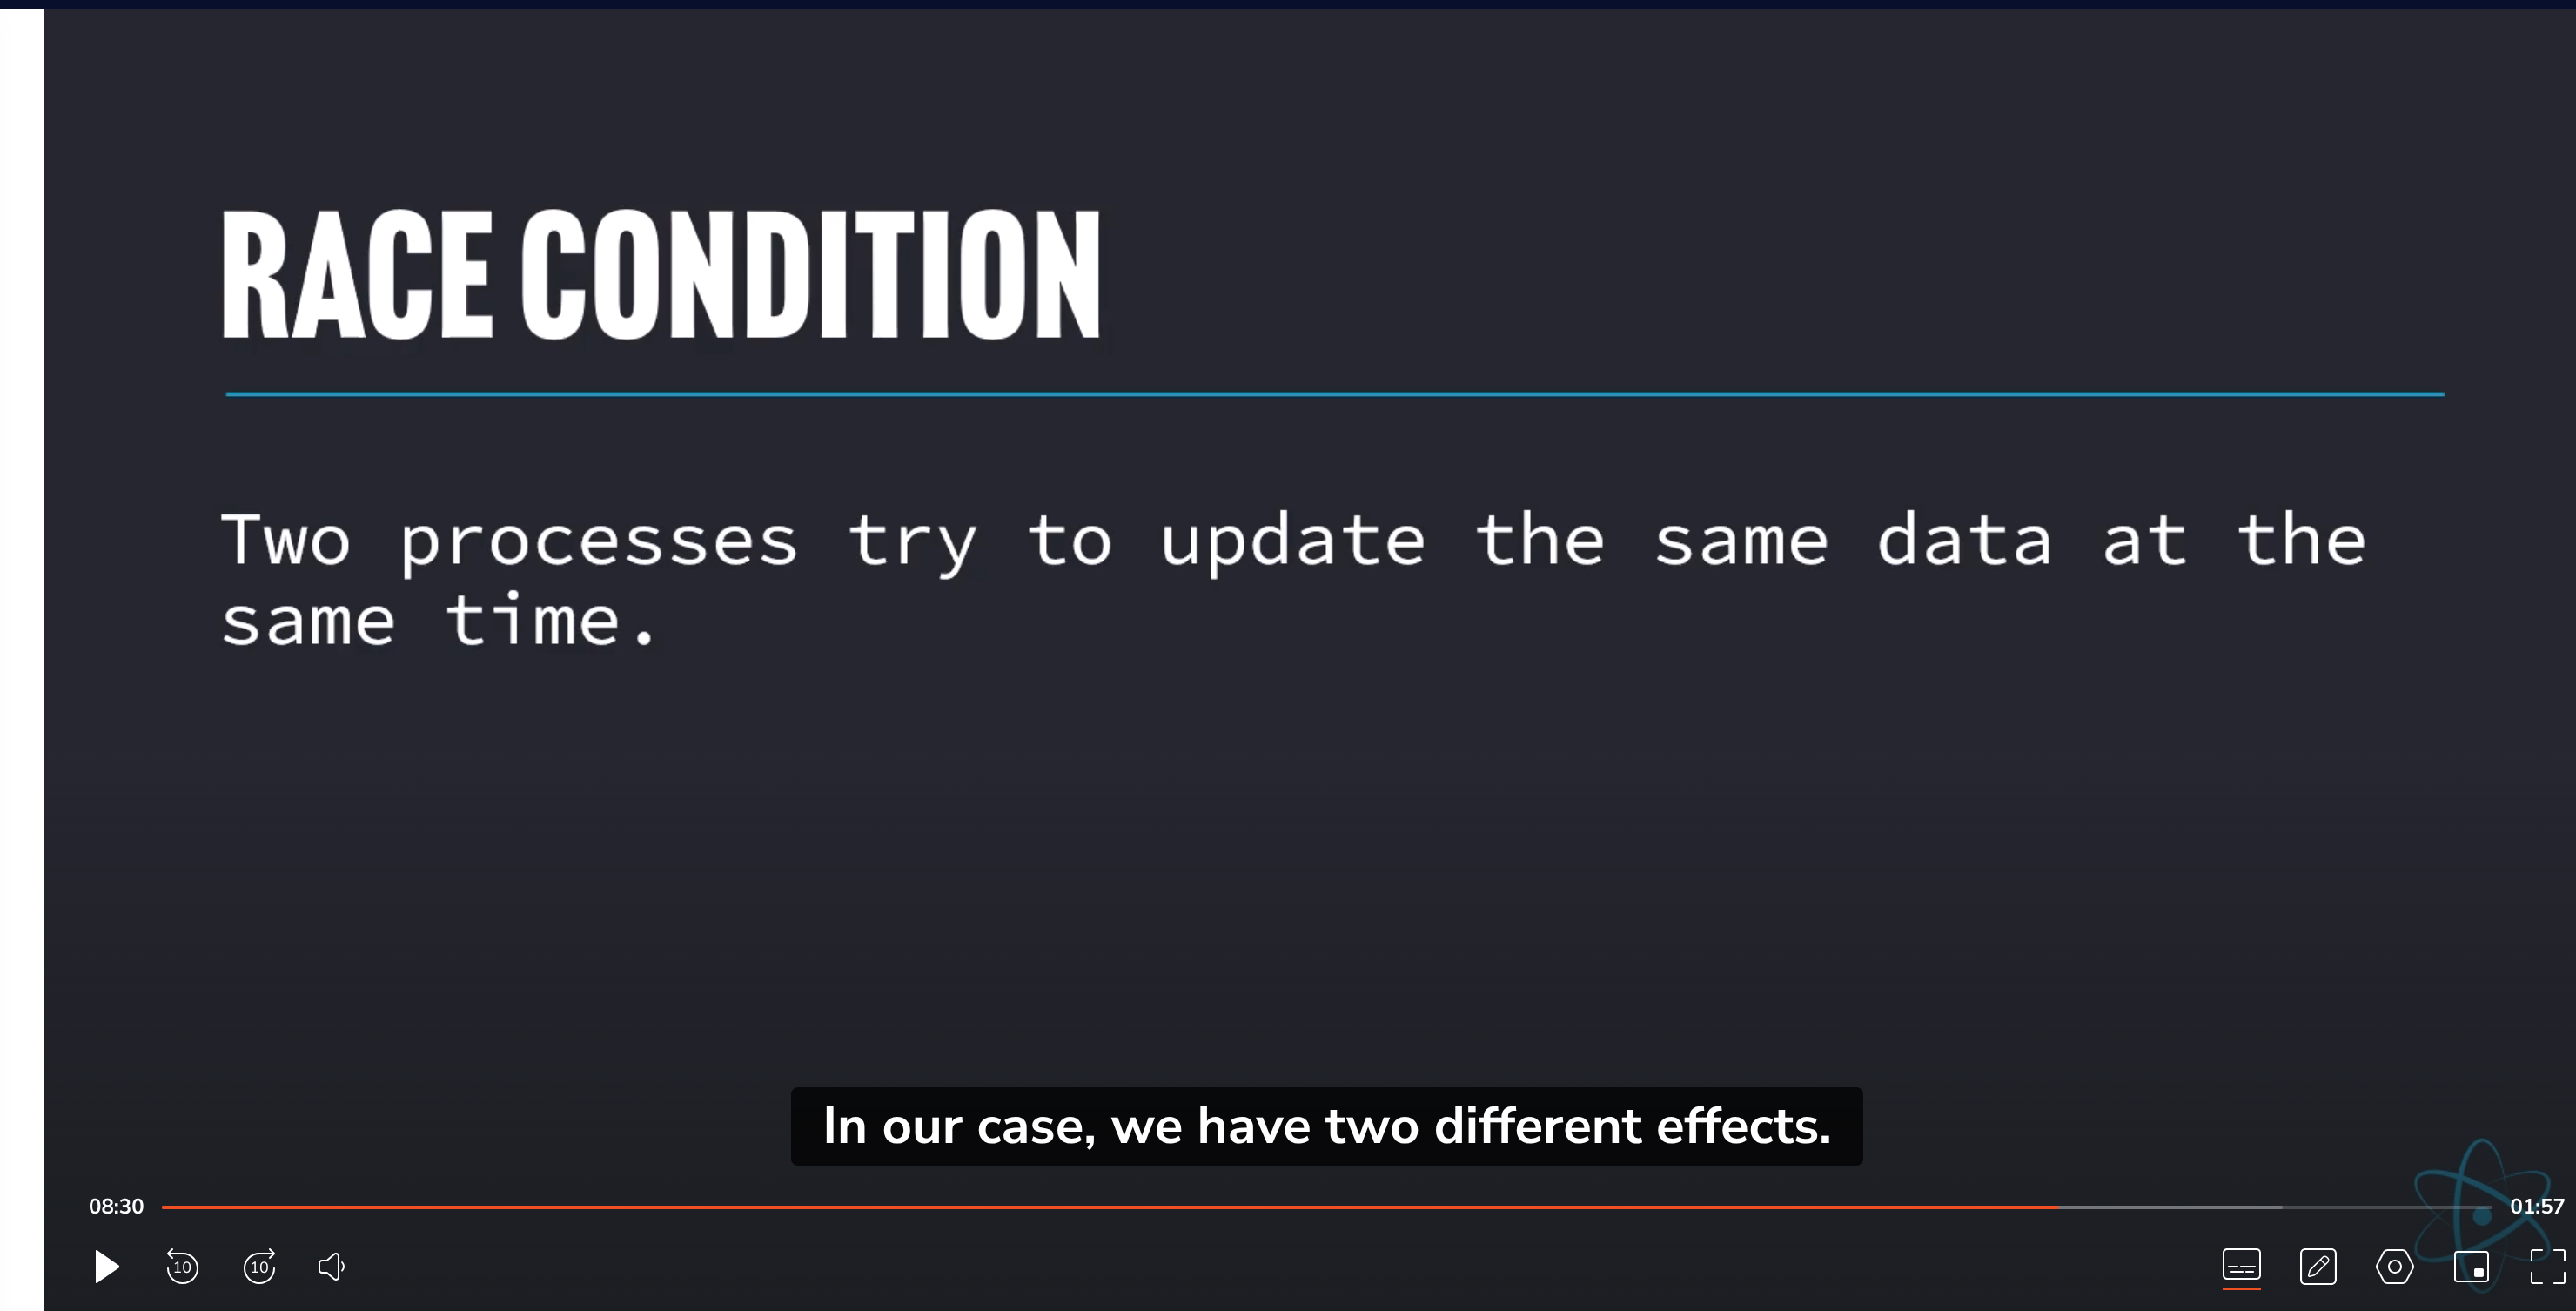 RACE CONDITION
Two processes try to update the same data at the
same time.
In our case, we have two different effects.
08:30
01:57
10
10